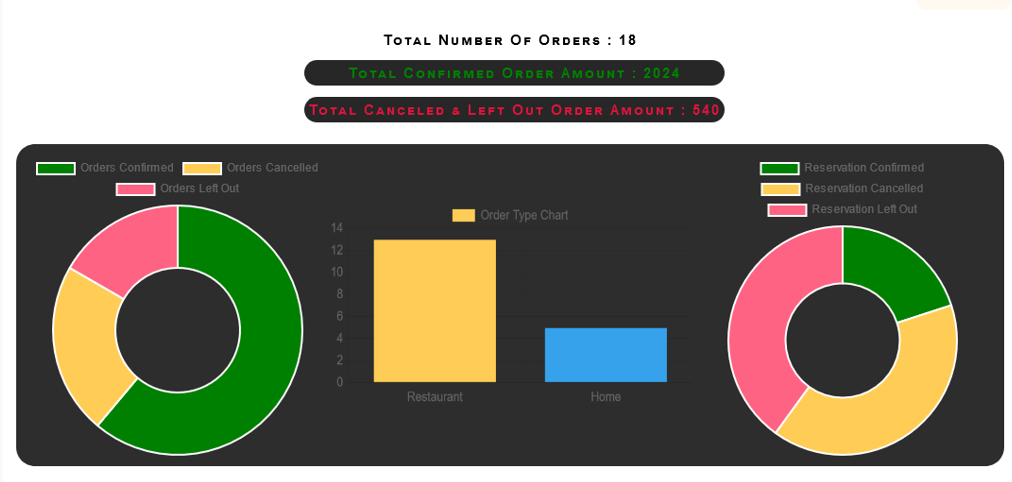 Total Number Of Orders : 18
Total Confirmed Order Amount : 2024
Total Canceled & Left Out Order Amount : 540
Orders Confirmed Orders Cancelled
Orders Left Out
Order Type Chart
14
12
10
8
6
4
2
0
Restaurant Home
Reservation Confirmed
Reservation Cancelled
Reservation Left Out